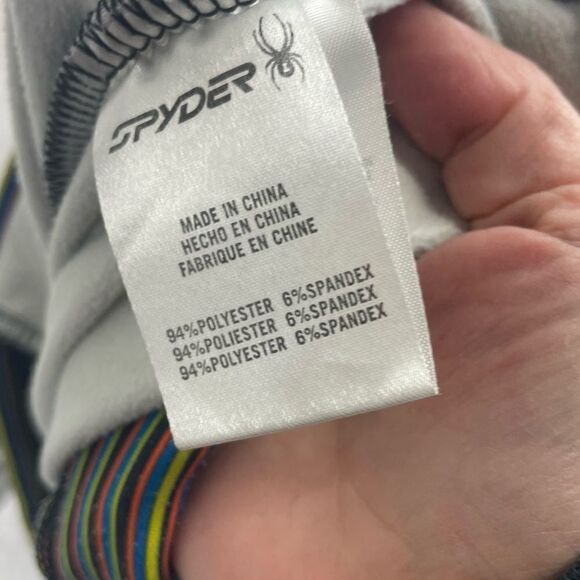 SPYDER
MADE IN CHINA
HECHO EN CHINA
FABRIQUE EN CHINE
94%POLYESTER 6%SPANDEX
94%POLIESTER 6%SPANDEX
94%POLYESTER 6%SPANDEX